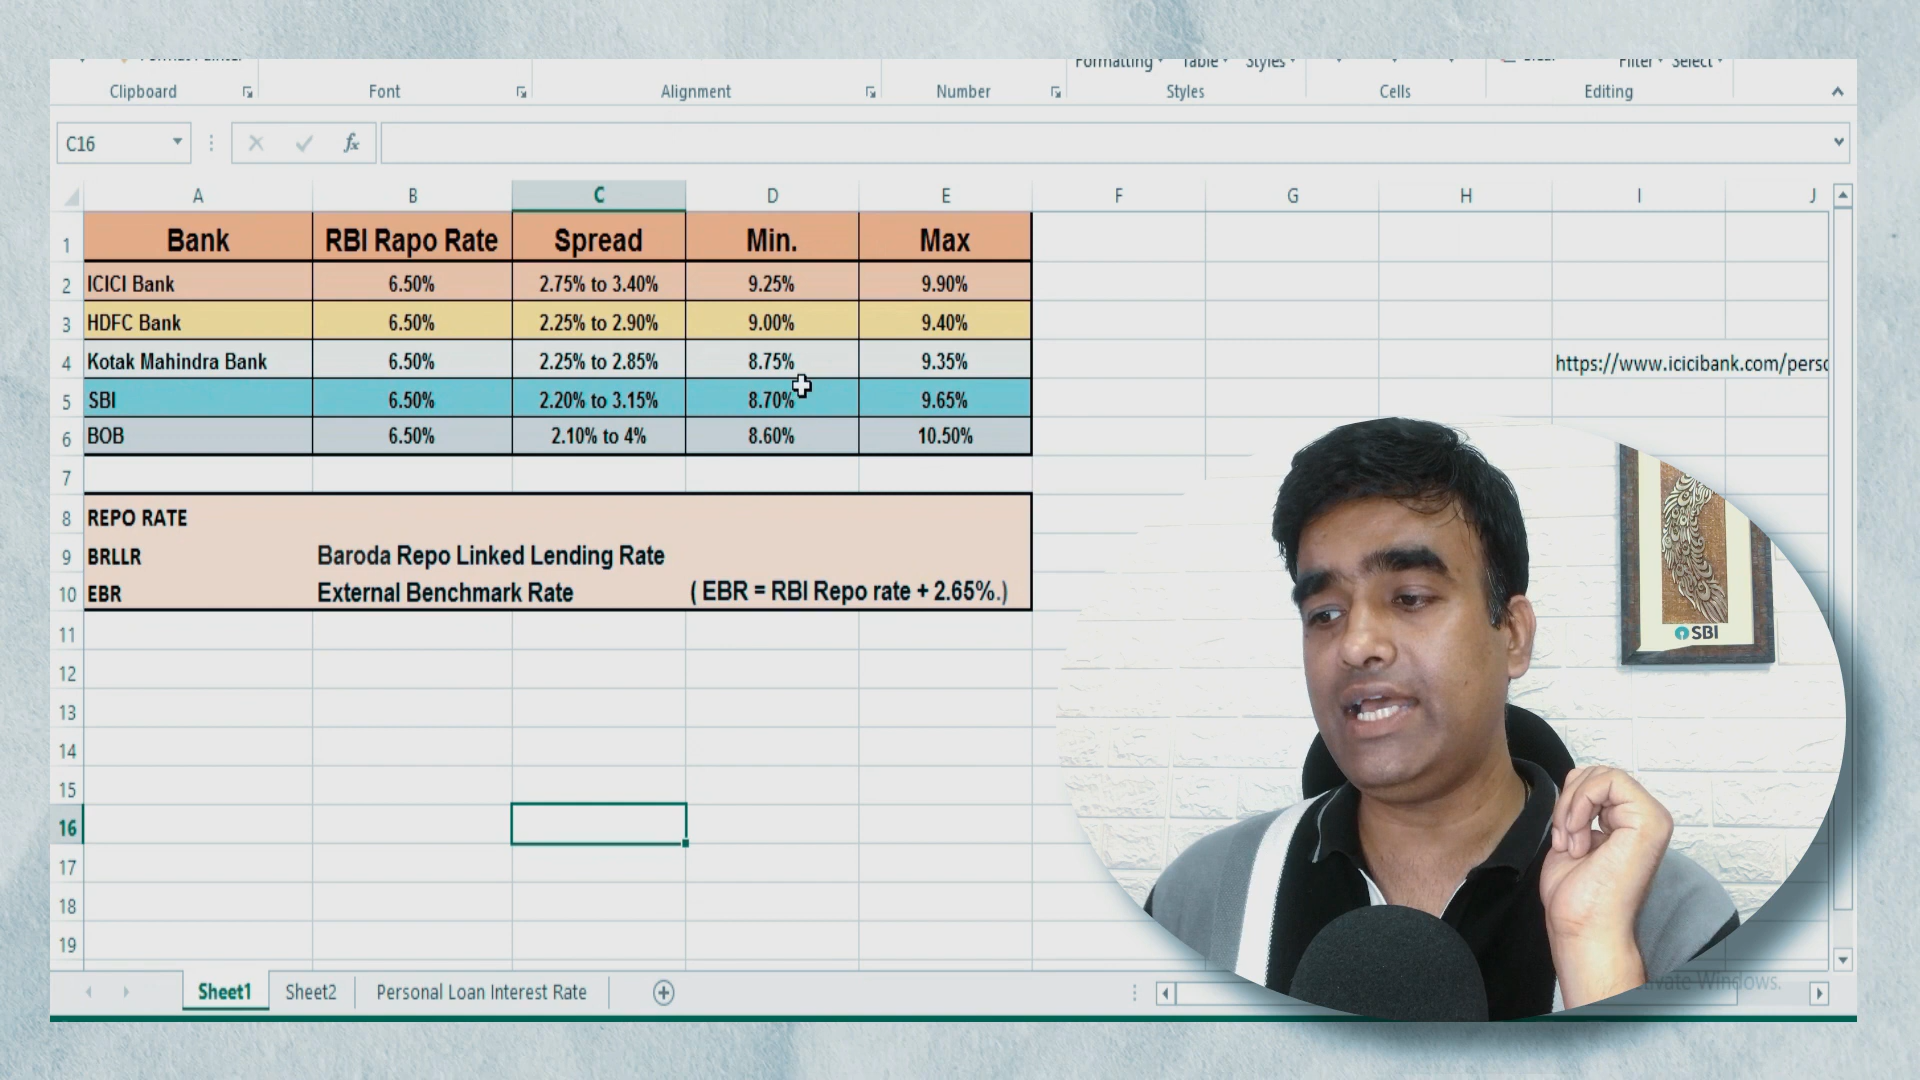 Formatting Table Styles Filter Select
Clipboard Font Alignment Number Styles Cells Editing
C16 fx
A B C D E F G H I J
1 Bank RBI Rapo Rate Spread Min. Max
2 ICICI Bank 6.50% 2.75% to 3.40% 9.25% 9.90%
3 HDFC Bank 6.50% 2.25% to 2.90% 9.00% 9.40%
4 Kotak Mahindra Bank 6.50% 2.25% to 2.85% 8.75% 9.35% https://www.icicibank.com/perso
5 SBI 6.50% 2.20% to 3.15% 8.70% 9.65%
6 BOB 6.50% 2.10% to 4% 8.60% 10.50%
7
8 REPO RATE
9 BRLLR Baroda Repo Linked Lending Rate
10 EBR External Benchmark Rate ( EBR = RBI Repo rate + 2.65%.)
11
12
13
14
15
16
17
18
19
SBI
Sheet1 Sheet2 Personal Loan Interest Rate
Windows.